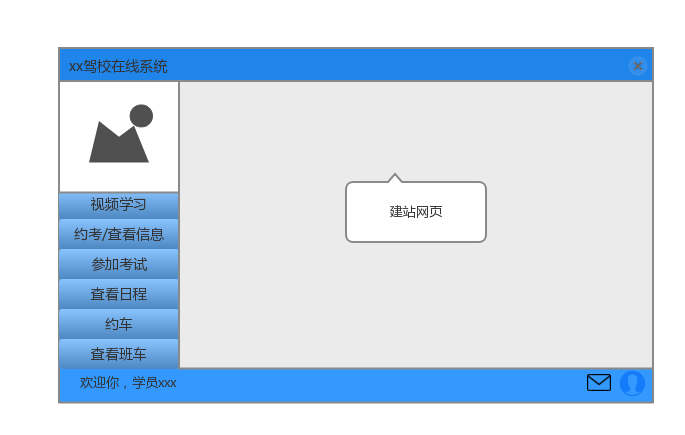 xx驾校在线系统
视频学习
约考/查看信息
参加考试
查看日程
约车
查看班车
建站网页
欢迎你，学员xxx